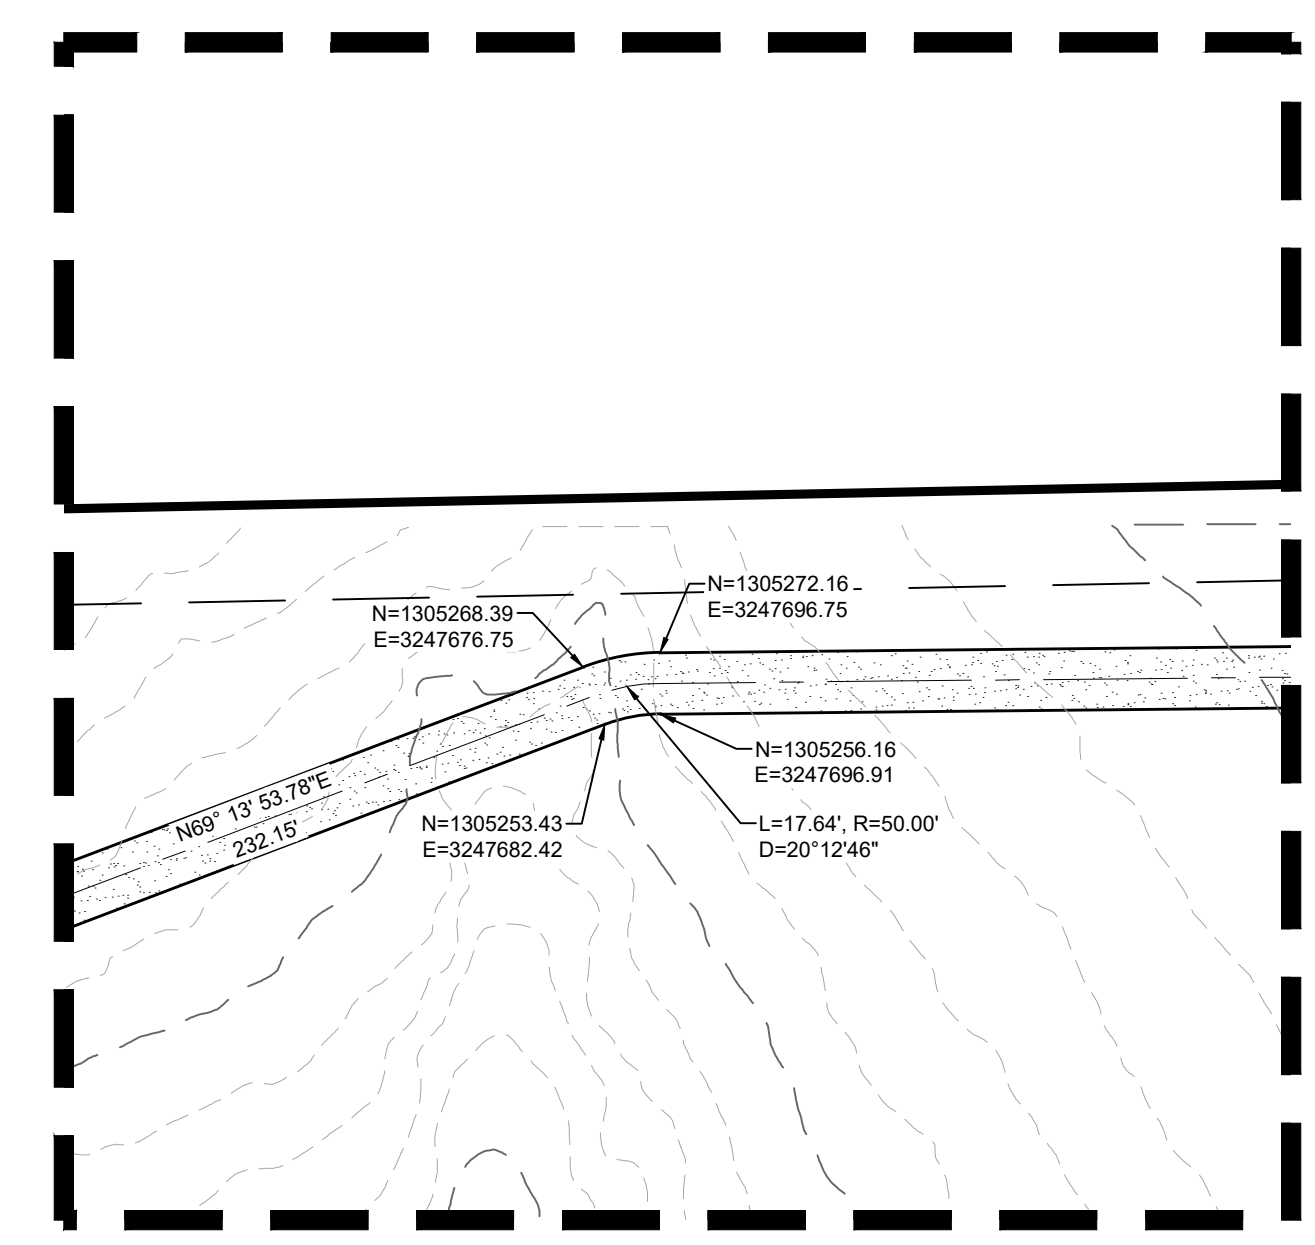 N=1305272.16
E=3247696.75
N=1305268.39
E=3247676.75
N=1305256.16
E=3247696.91
N69° 13' 53.78"E
232.15'
N=1305253.43
E=3247682.42
L=17.64', R=50.00'
D=20°12'46"